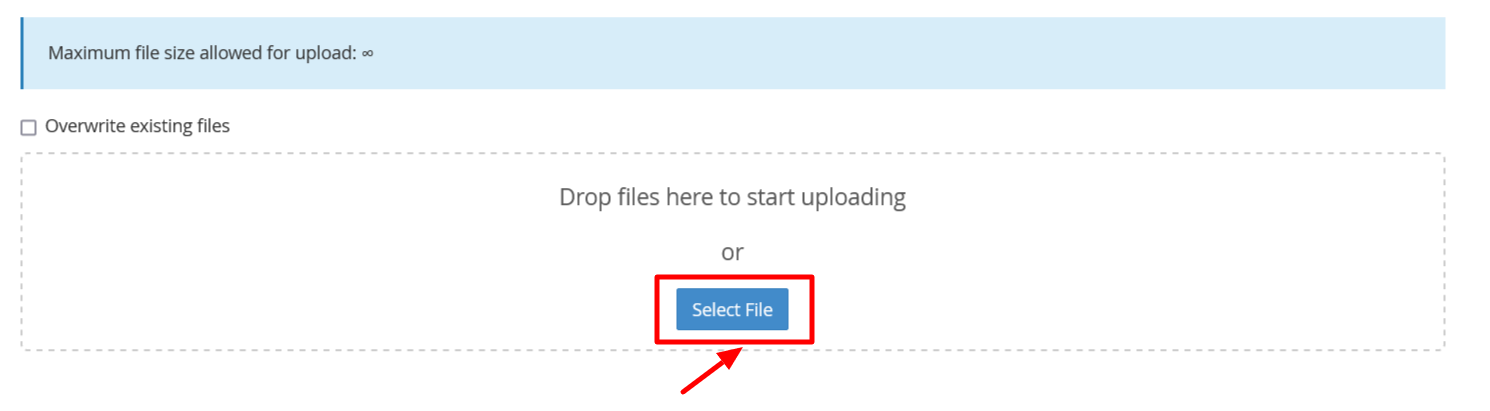 Maximum file size allowed for upload: ∞
Overwrite existing files
Drop files here to start uploading
or
Select File